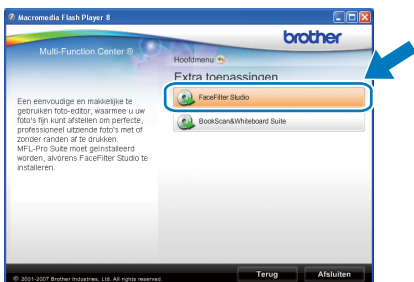 Macromedia Flash Player 8
brother
Multi-Function Center ®
Hoofdmenu
Extra toepassingen
FaceFilter Studio
BookScan&Whiteboard Suite
Een eenvoudige en makkelijke te
gebruiken foto-editor, waarmee u uw
foto's fijn kunt afstellen om perfecte,
professioneel uitziende foto's met of
zonder randen af te drukken.
MFL-Pro Suite moet geïnstalleerd
worden, alvorens FaceFilter Studio te
installeren.
© 2001-2007 Brother Industries, Ltd. All rights reserved.
Terug
Afsluiten